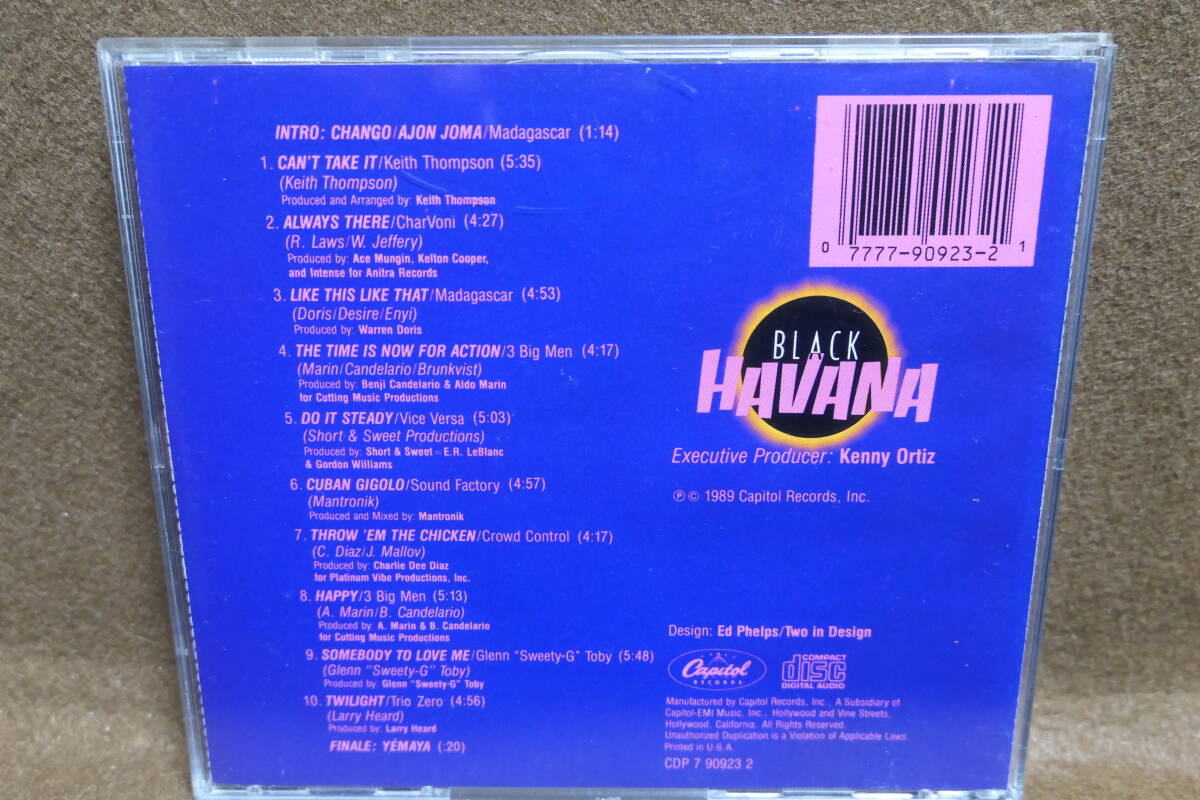 INTRO: CHANGO/AJON JOMA/Madagascar (1:14)
1. CAN'T TAKE IT/Keith Thompson (5:35)
(Keith Thompson)
Produced and Arranged by: Keith Thompson
2. ALWAYS THERE/CharVoni (4:27)
(R. Laws/W. Jeffery)
Produced by: Ace Mungin, Kelton Cooper,
and Intense for Anitra Records
3. LIKE THIS LIKE THAT/Madagascar (4:53)
(Doris/Desire/Enyi)
Produced by: Warren Doris
4. THE TIME IS NOW FOR ACTION/3 Big Men (4:17)
(Marin/Candelario/Brunkvist)
Produced by: Benji Candelario & Aldo Marin
for Cutting Music Productions
5. DO IT STEADY/Vice Versa (5:03)
(Short & Sweet Productions)
Produced by: Short & Sweet = E.R. LeBlanc
& Gordon Williams
6. CUBAN GIGOLO/Sound Factory (4:57)
(Mantronik)
Produced and Mixed by: Mantronik
7. THROW 'EM THE CHICKEN/Crowd Control (4:17)
(C. Diaz/J. Mallov)
Produced by: Charlie Dee Diaz
for Platinum Vibe Productions, Inc.
8. HAPPY/3 Big Men (5:13)
(A. Marin/B. Candelario)
Produced by: A. Marin & B. Candelario
for Cutting Music Productions
9. SOMEBODY TO LOVE ME/Glenn "Sweety-G" Toby (5:48)
(Glenn "Sweety-G" Toby)
Produced by: Glenn "Sweety-G" Toby
10. TWILIGHT/Trio Zero (4:56)
(Larry Heard)
Produced by: Larry Heard
FINALE: YÉMAYA (:20)
0 7777-90923-2 1
BLACK
HAVANA
Executive Producer: Kenny Ortiz
℗© 1989 Capitol Records, Inc.
Design: Ed Phelps/Two in Design
Capitol
RECORDS
COMPACT
disc
DIGITAL AUDIO
Manufactured by Capitol Records, Inc., A Subsidiary of
Capitol-EMI Music, Inc., Hollywood and Vine Streets,
Hollywood, California. All Rights Reserved.
Unauthorized Duplication is a Violation of Applicable Laws.
Printed in U.S.A.
CDP 7 90923 2